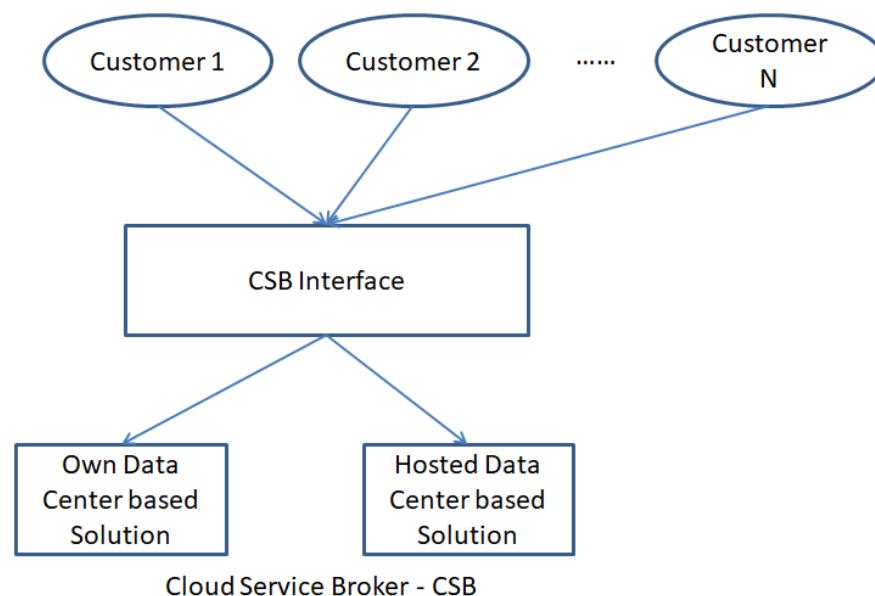 Customer 1
Customer 2
......
Customer
N
CSB Interface
Own Data
Center based
Solution
Hosted Data
Center based
Solution
Cloud Service Broker - CSB